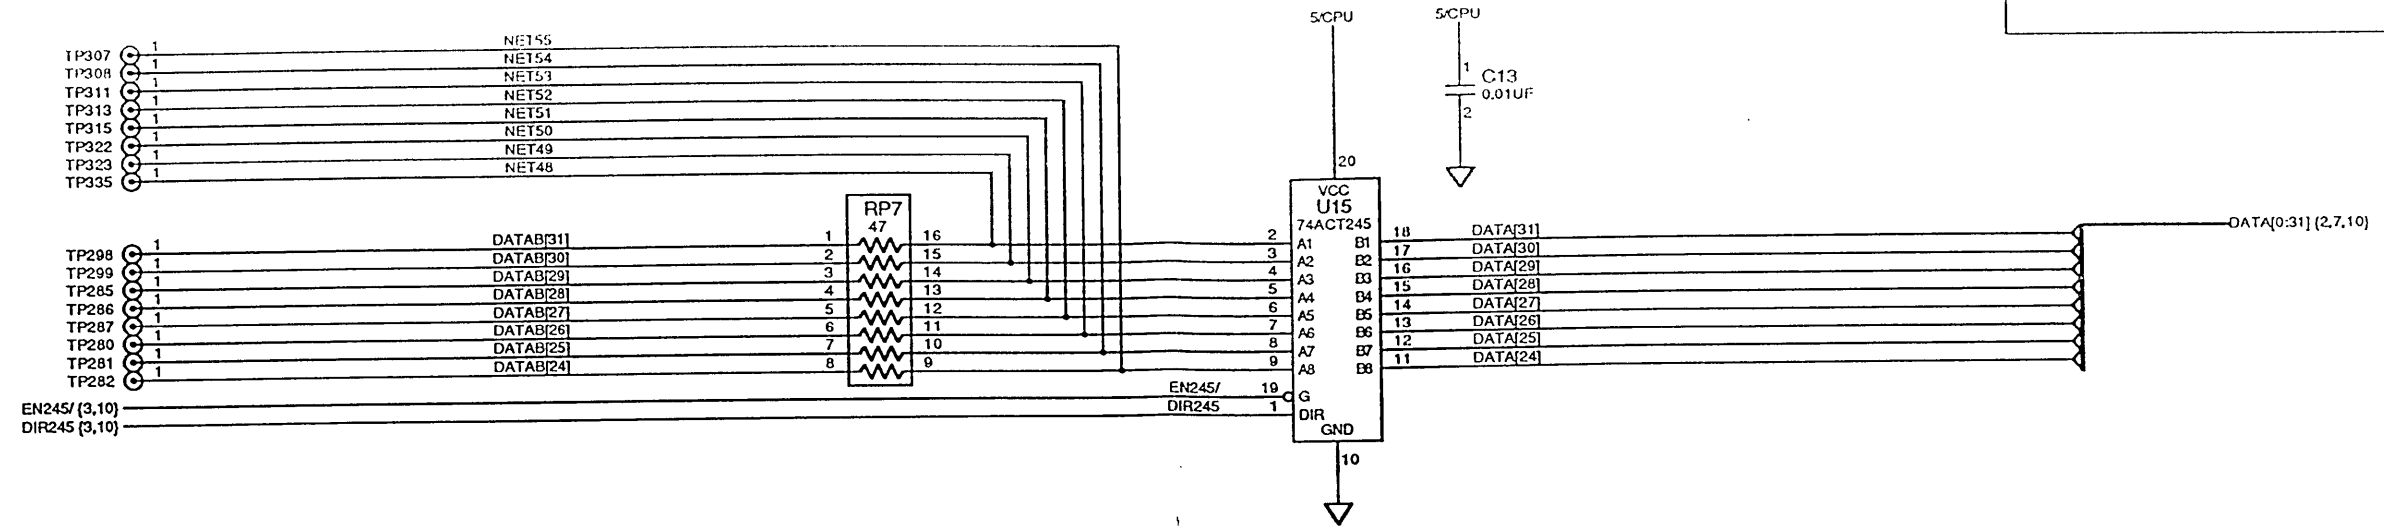 5/CPU
5/CPU
TP307 1 NET55
TP308 1 NET54
TP311 1 NET53
TP313 1 NET52
TP315 1 NET51
TP322 1 NET50
TP323 1 NET49
TP335 1 NET48
1 C13
0.01UF
2
20
VCC
U15
74ACT245
RP7
47
TP298 1 DATAB[31] 1 16 2 A1 B1 18 DATA[31]
TP299 1 DATAB[30] 2 15 3 A2 B2 17 DATA[30]
TP285 1 DATAB[29] 3 14 4 A3 B3 16 DATA[29]
TP286 1 DATAB[28] 4 13 5 A4 B4 15 DATA[28]
TP287 1 DATAB[27] 5 12 6 A5 B5 14 DATA[27]
TP280 1 DATAB[26] 6 11 7 A6 B6 13 DATA[26]
TP281 1 DATAB[25] 7 10 8 A7 B7 12 DATA[25]
TP282 1 DATAB[24] 8 9 9 A8 B8 11 DATA[24]
DATA[0:31] {2,7,10}
EN245/ {3,10} EN245/ 19 G
DIR245 {3,10} DIR245 1 DIR
GND
10